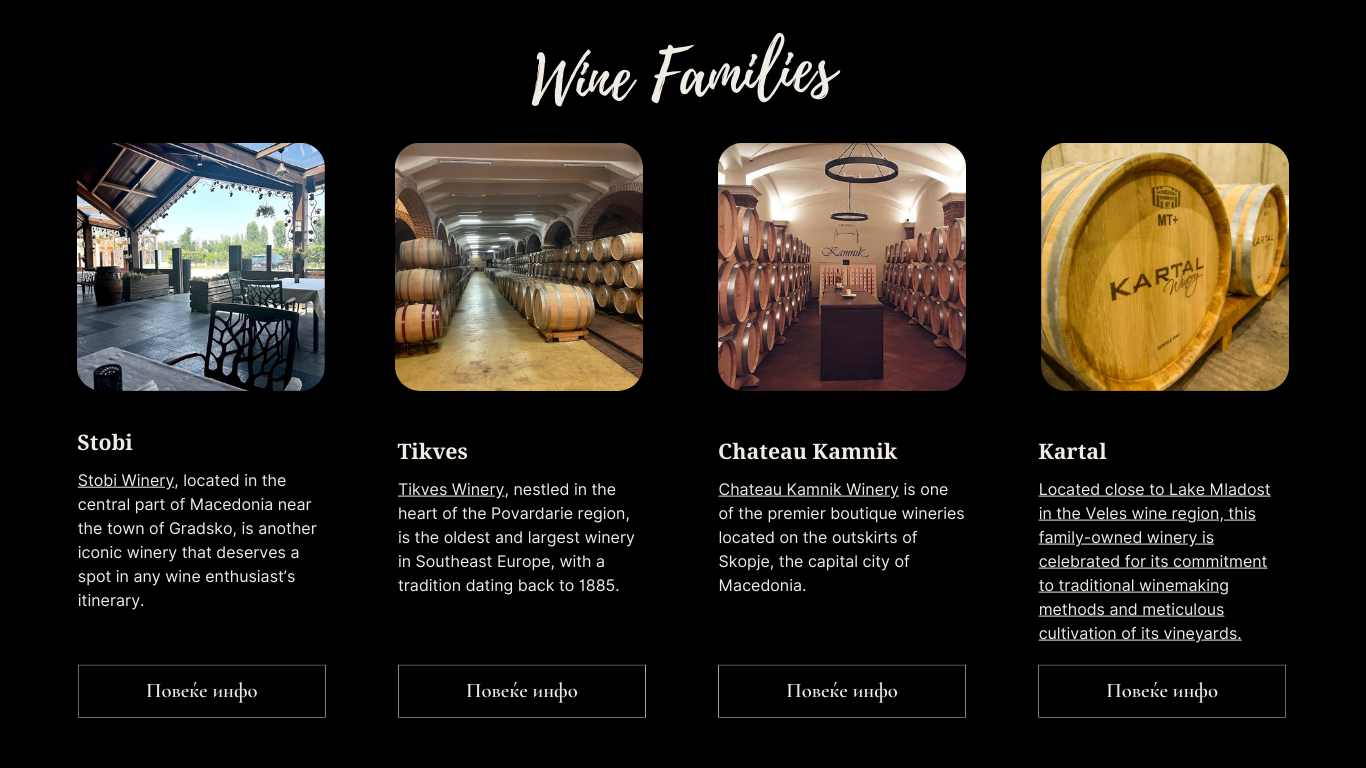 Wine Families
Kamnik
MT+
KARTAL
Winery
KARTAL
Stobi
Stobi Winery, located in the
central part of Macedonia near
the town of Gradsko, is another
iconic winery that deserves a
spot in any wine enthusiast’s
itinerary.
Повеќе инфо
Tikves
Tikves Winery, nestled in the
heart of the Povardarie region,
is the oldest and largest winery
in Southeast Europe, with a
tradition dating back to 1885.
Повеќе инфо
Chateau Kamnik
Chateau Kamnik Winery is one
of the premier boutique wineries
located on the outskirts of
Skopje, the capital city of
Macedonia.
Повеќе инфо
Kartal
Located close to Lake Mladost
in the Veles wine region, this
family-owned winery is
celebrated for its commitment
to traditional winemaking
methods and meticulous
cultivation of its vineyards.
Повеќе инфо